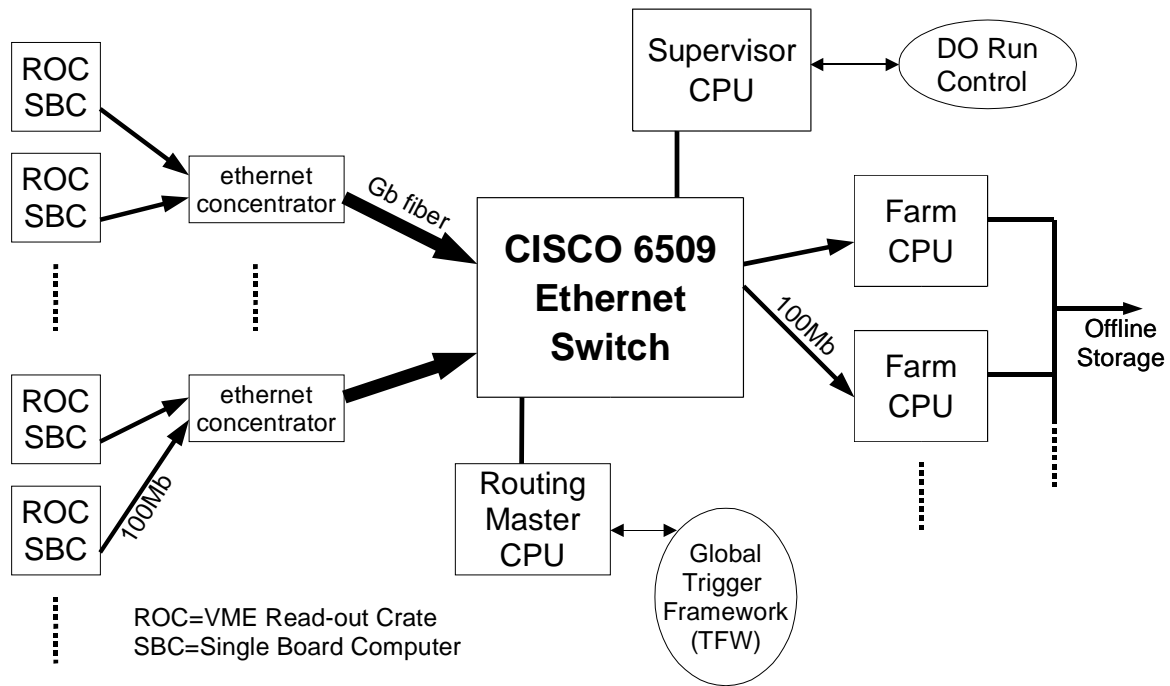 ROC
SBC
ROC
SBC
ethernet
concentrator
Gb fiber
Supervisor
CPU
DO Run
Control
CISCO 6509
Ethernet
Switch
Farm
CPU
100Mb
Farm
CPU
Offline
Storage
ROC
SBC
ethernet
concentrator
ROC
SBC
100Mb
Routing
Master
CPU
Global
Trigger
Framework
(TFW)
ROC=VME Read-out Crate
SBC=Single Board Computer